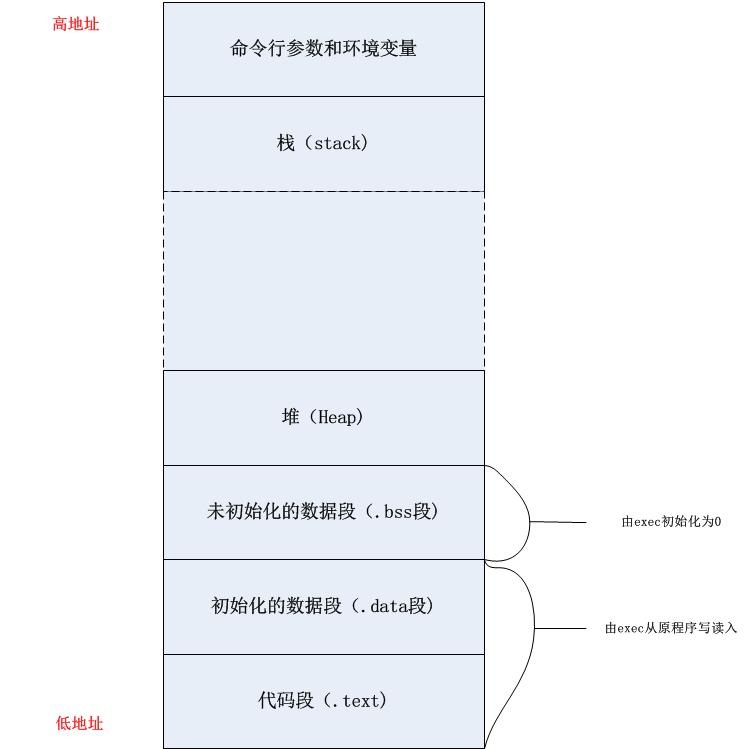 高地址
命令行参数和环境变量
栈（stack)
堆（Heap)
未初始化的数据段（.bss段)
由exec初始化为0
初始化的数据段（.data段)
由exec从原程序写读入
代码段（.text)
低地址